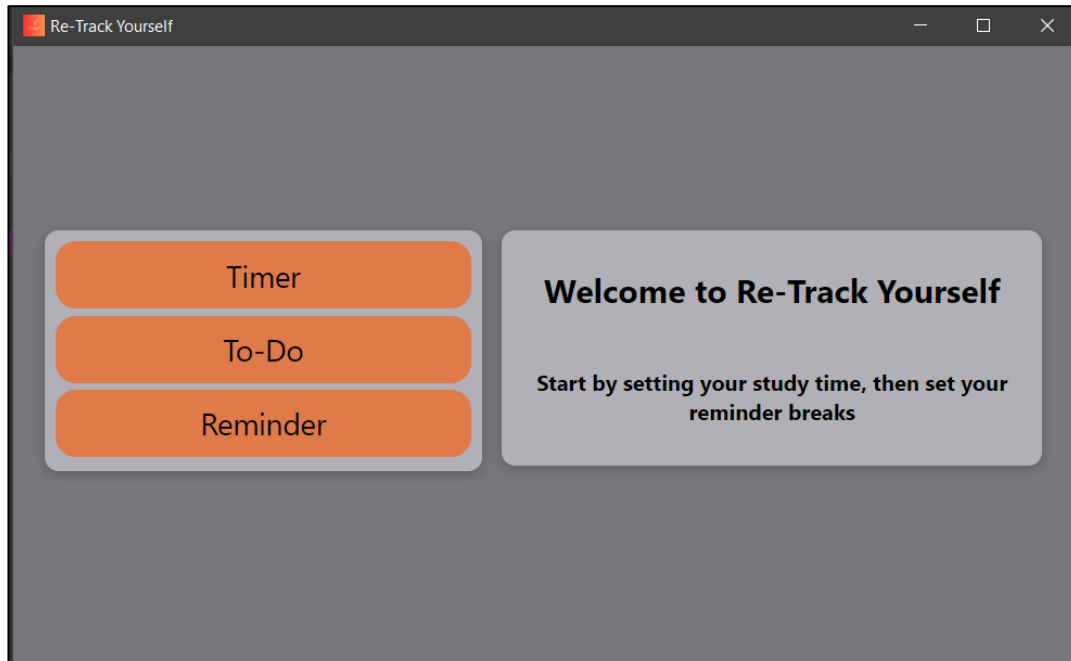 Re-Track Yourself
Timer
To-Do
Reminder
Welcome to Re-Track Yourself
Start by setting your study time, then set your
reminder breaks